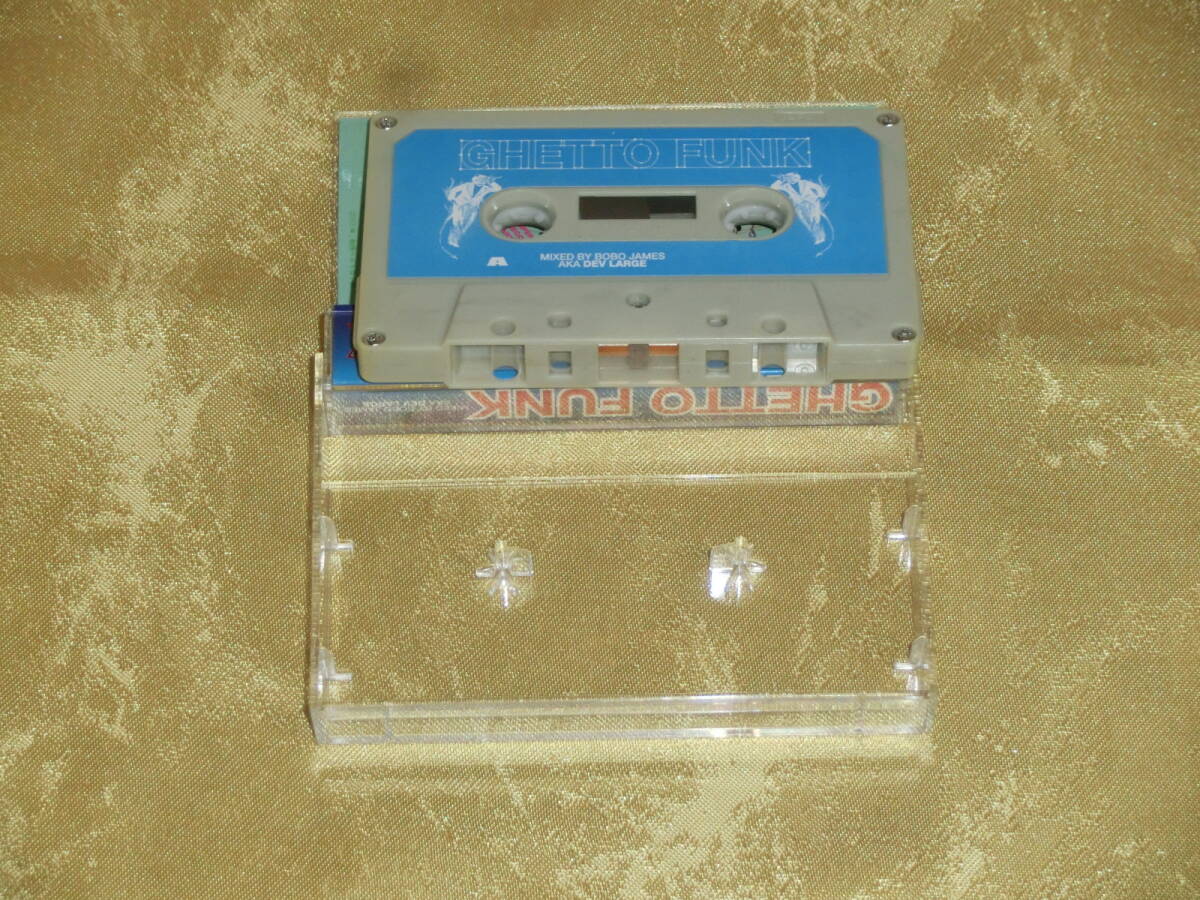 GHETTO FUNK
A
MIXED BY BOBO JAMES
AKA DEV LARGE
GHETTO FUNK